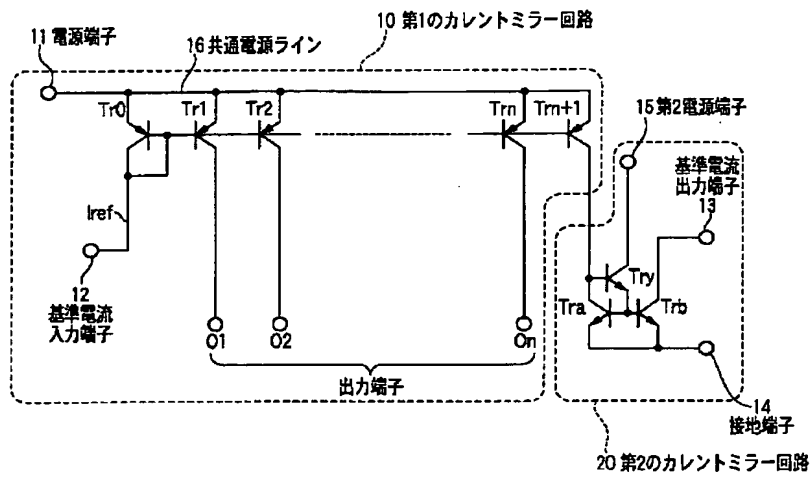 10 第1のカレントミラー回路
11 電源端子
16 共通電源ライン
Tr0
Tr1
Tr2
Trn
Trn+1
15 第2電源端子
基準電流
出力端子
13
Iref
12
基準電流
入力端子
Try
Tra
Trb
O1
O2
On
出力端子
14
接地端子
20 第2のカレントミラー回路